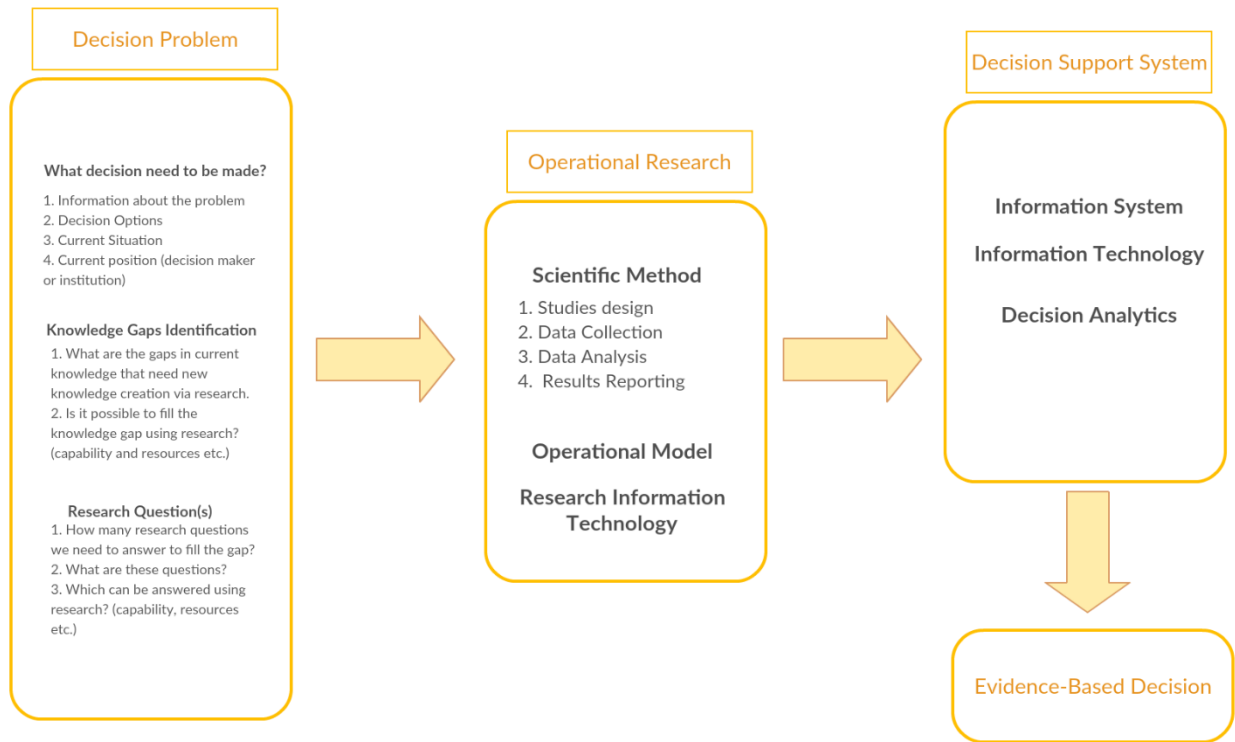 Decision Problem
What decision need to be made?
1. Information about the problem
2. Decision Options
3. Current Situation
4. Current position (decision maker
or institution)
Knowledge Gaps Identification
1. What are the gaps in current
knowledge that need new
knowledge creation via research.
2. Is it possible to fill the
knowledge gap using research?
(capability and resources etc.)
Research Question(s)
1. How many research questions
we need to answer to fill the gap?
2. What are these questions?
3. Which can be answered using
research? (capability, resources
etc.)
Operational Research
Scientific Method
1. Studies design
2. Data Collection
3. Data Analysis
4. Results Reporting
Operational Model
Research Information
Technology
Decision Support System
Information System
Information Technology
Decision Analytics
Evidence-Based Decision